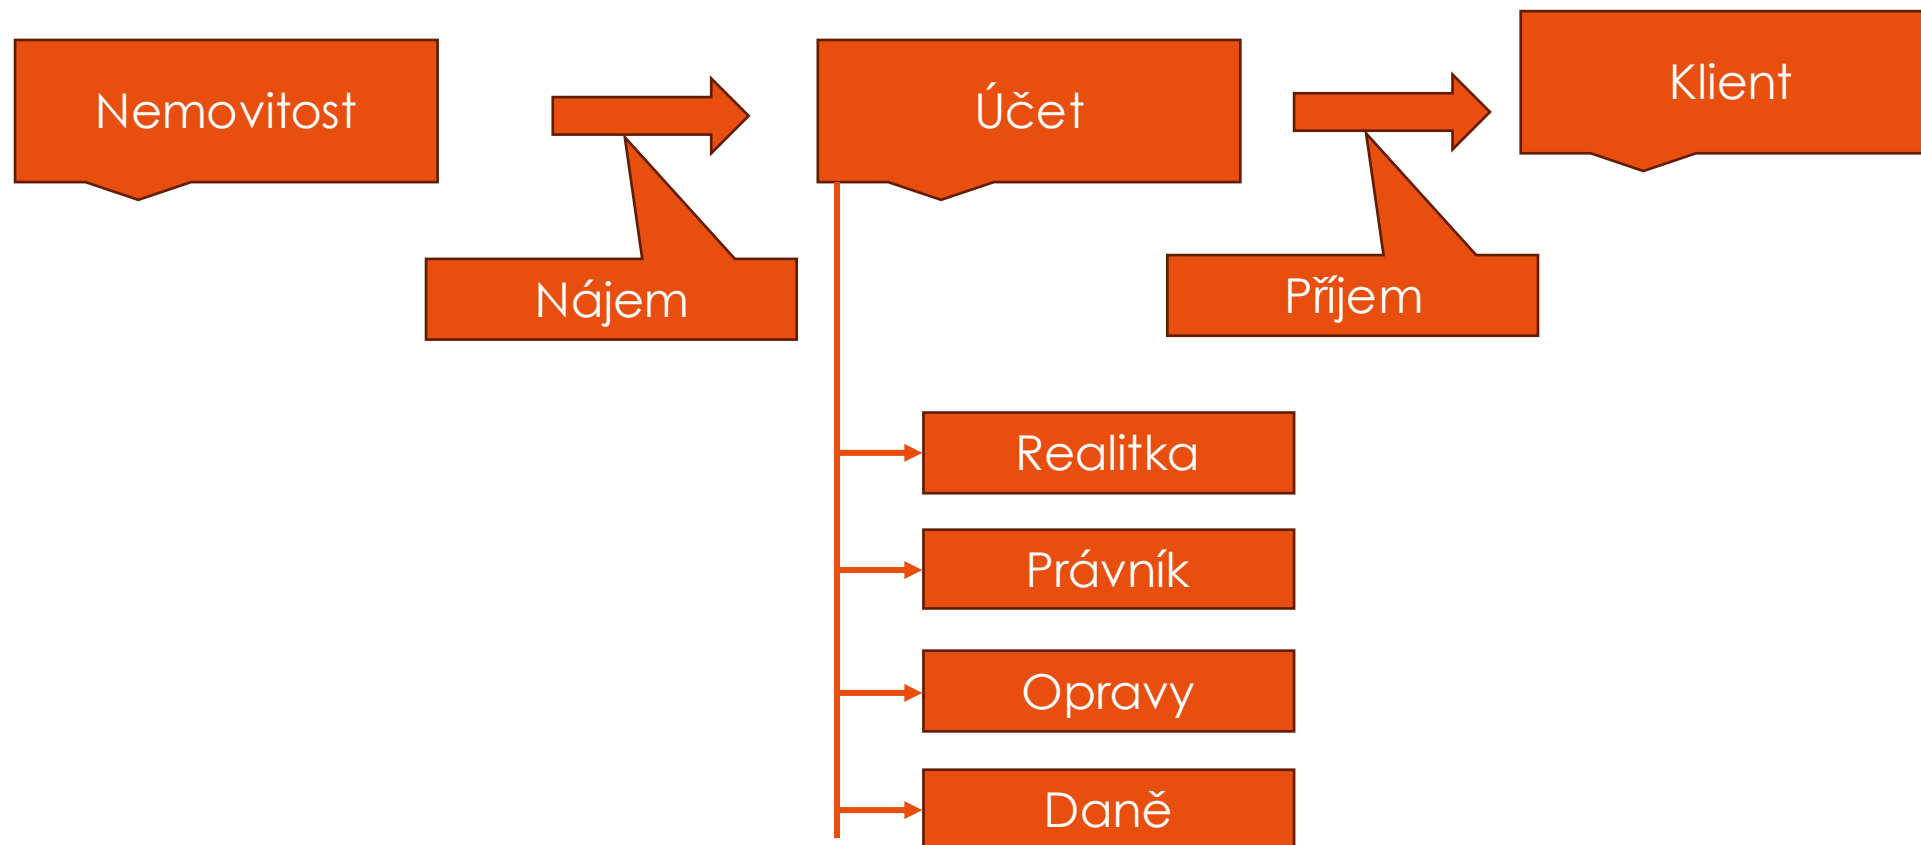 Nemovitost
Účet
Klient
Nájem
Příjem
Realitka
Právník
Opravy
Daně